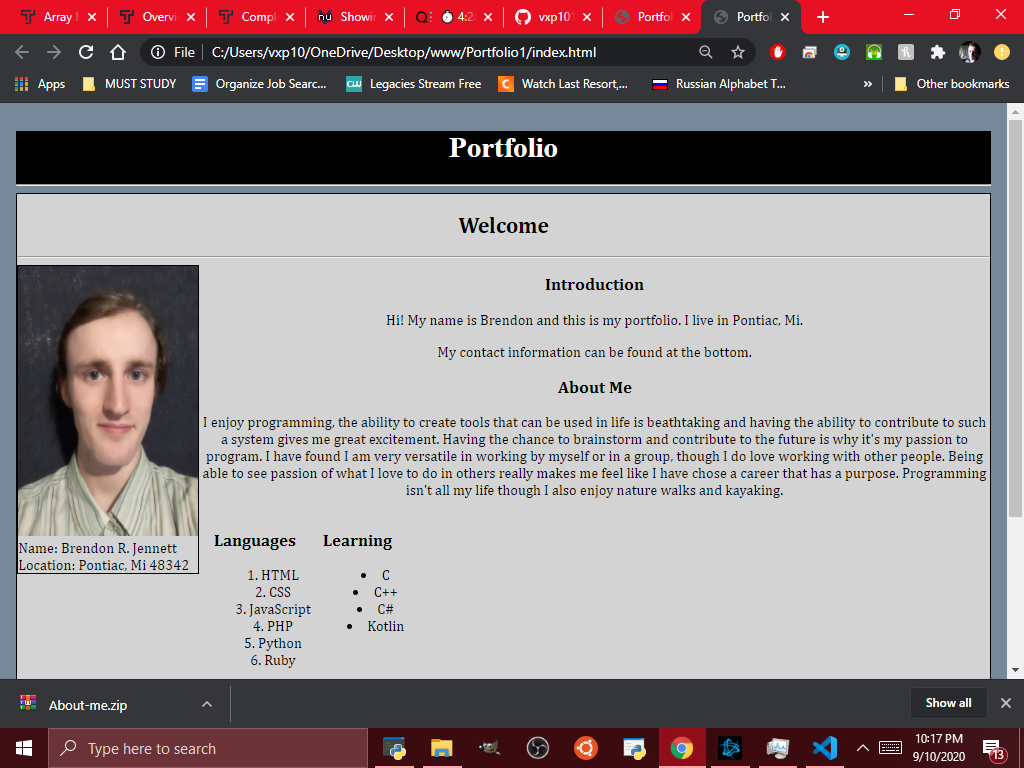 Array
Overvi
Compl
Showin
4:2
vxp101
Portfol
Portfol
File
C:/Users/vxp10/OneDrive/Desktop/www/Portfolio1/index.html
Apps
MUST STUDY
Organize Job Searc...
CW
Legacies Stream Free
C
Watch Last Resort,...
Russian Alphabet T...
»
Other bookmarks
Portfolio
Welcome
Introduction
Hi! My name is Brendon and this is my portfolio. I live in Pontiac, Mi.
My contact information can be found at the bottom.
About Me
I enjoy programming, the ability to create tools that can be used in life is beathtaking and having the ability to contribute to such
a system gives me great excitement. Having the chance to brainstorm and contribute to the future is why it's my passion to
program. I have found I am very versatile in working by myself or in a group, though I do love working with other people. Being
able to see passion of what I love to do in others really makes me feel like I have chose a career that has a purpose. Programming
isn't all my life though I also enjoy nature walks and kayaking.
Name: Brendon R. Jennett
Location: Pontiac, Mi 48342
Languages
1. HTML
2. CSS
3. JavaScript
4. PHP
5. Python
6. Ruby
Learning
• C
• C++
• C#
• Kotlin
About-me.zip
Show all
Type here to search
10:17 PM
9/10/2020
13